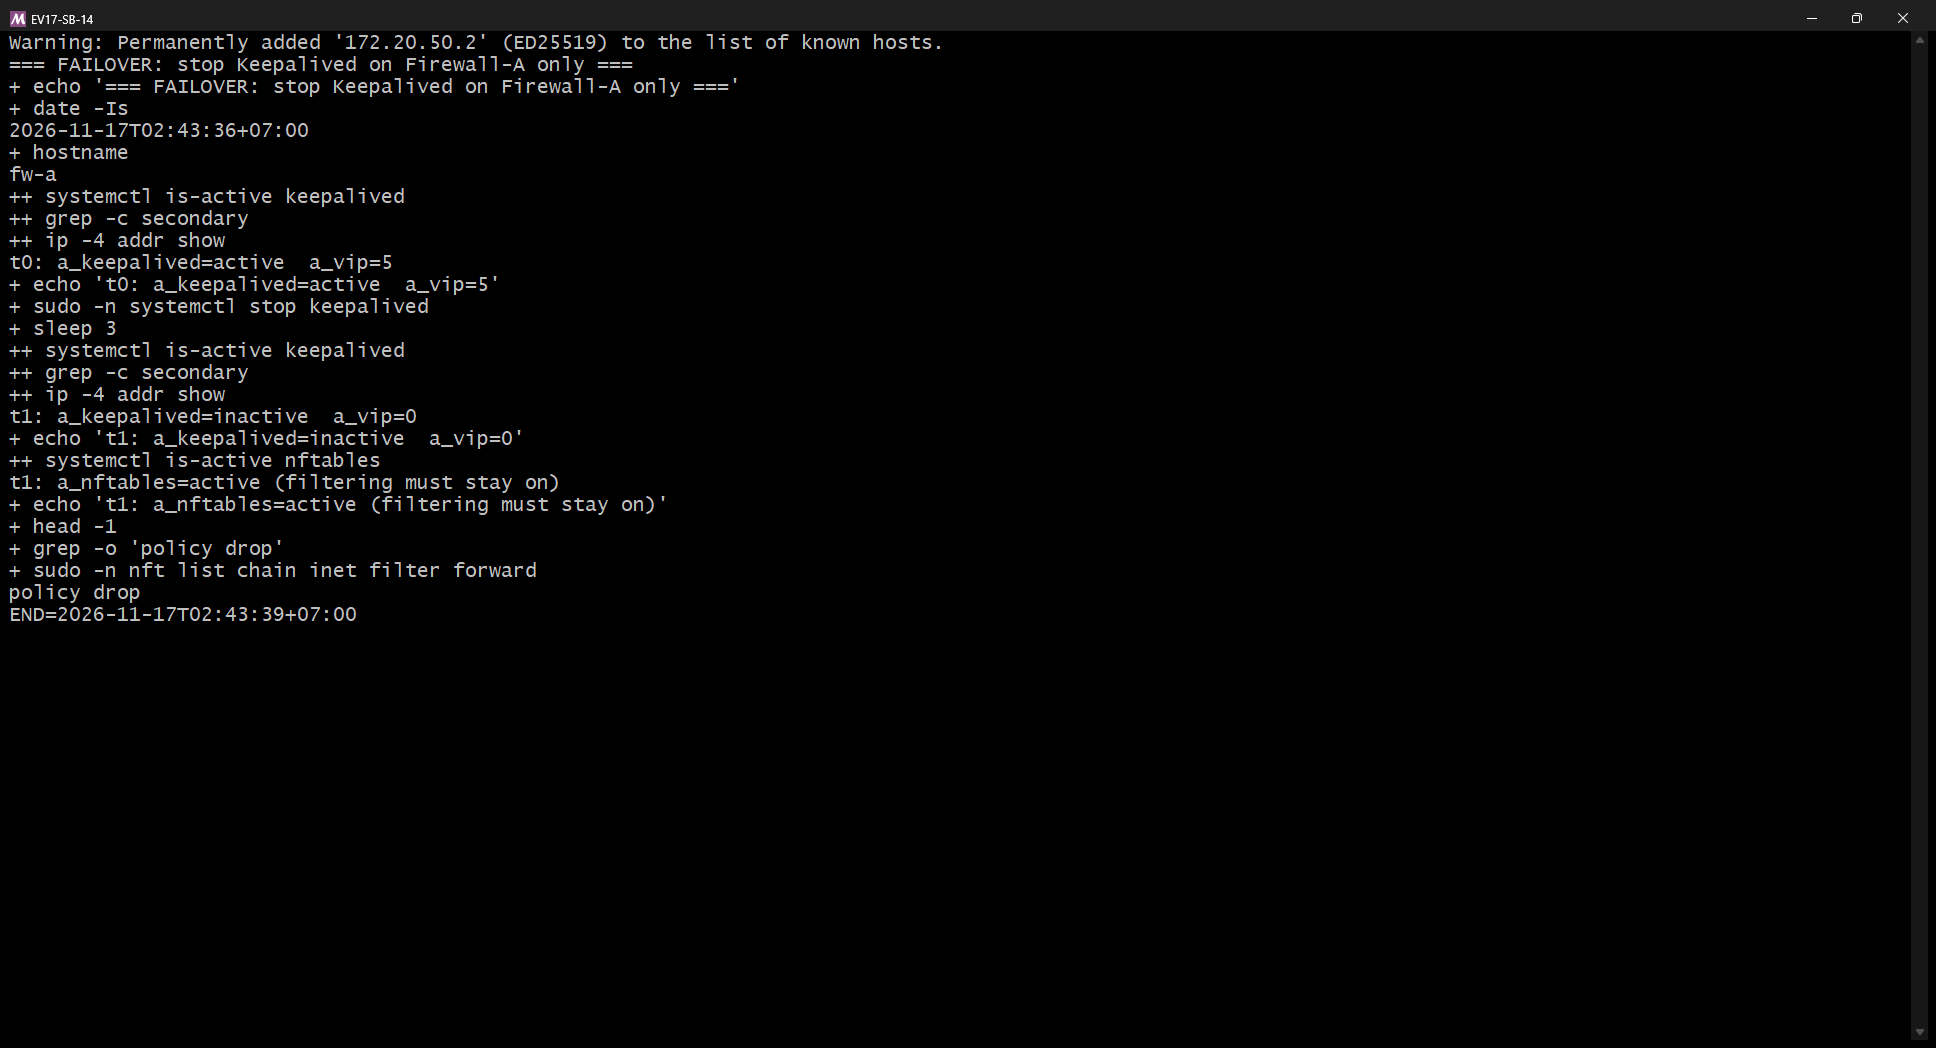 EV17-SB-14
Warning: Permanently added '172.20.50.2' (ED25519) to the list of known hosts.
=== FAILOVER: stop Keepalived on Firewall-A only ===
+ echo '=== FAILOVER: stop Keepalived on Firewall-A only ==='
+ date -Is
2026-11-17T02:43:36+07:00
+ hostname
fw-a
++ systemctl is-active keepalived
++ grep -c secondary
++ ip -4 addr show
t0: a_keepalived=active  a_vip=5
+ echo 't0: a_keepalived=active  a_vip=5'
+ sudo -n systemctl stop keepalived
+ sleep 3
++ systemctl is-active keepalived
++ grep -c secondary
++ ip -4 addr show
t1: a_keepalived=inactive  a_vip=0
+ echo 't1: a_keepalived=inactive  a_vip=0'
++ systemctl is-active nftables
t1: a_nftables=active (filtering must stay on)
+ echo 't1: a_nftables=active (filtering must stay on)'
+ head -1
+ grep -o 'policy drop'
+ sudo -n nft list chain inet filter forward
policy drop
END=2026-11-17T02:43:39+07:00